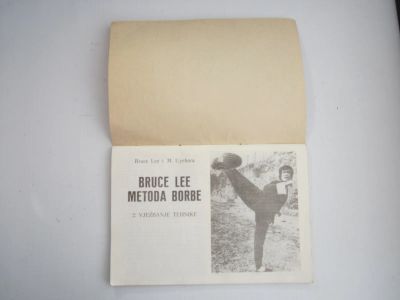 Bruce Lee i M. Uyehara
BRUCE LEE
METODA BORBE
2 VJEŽBANJE TEHNIKE